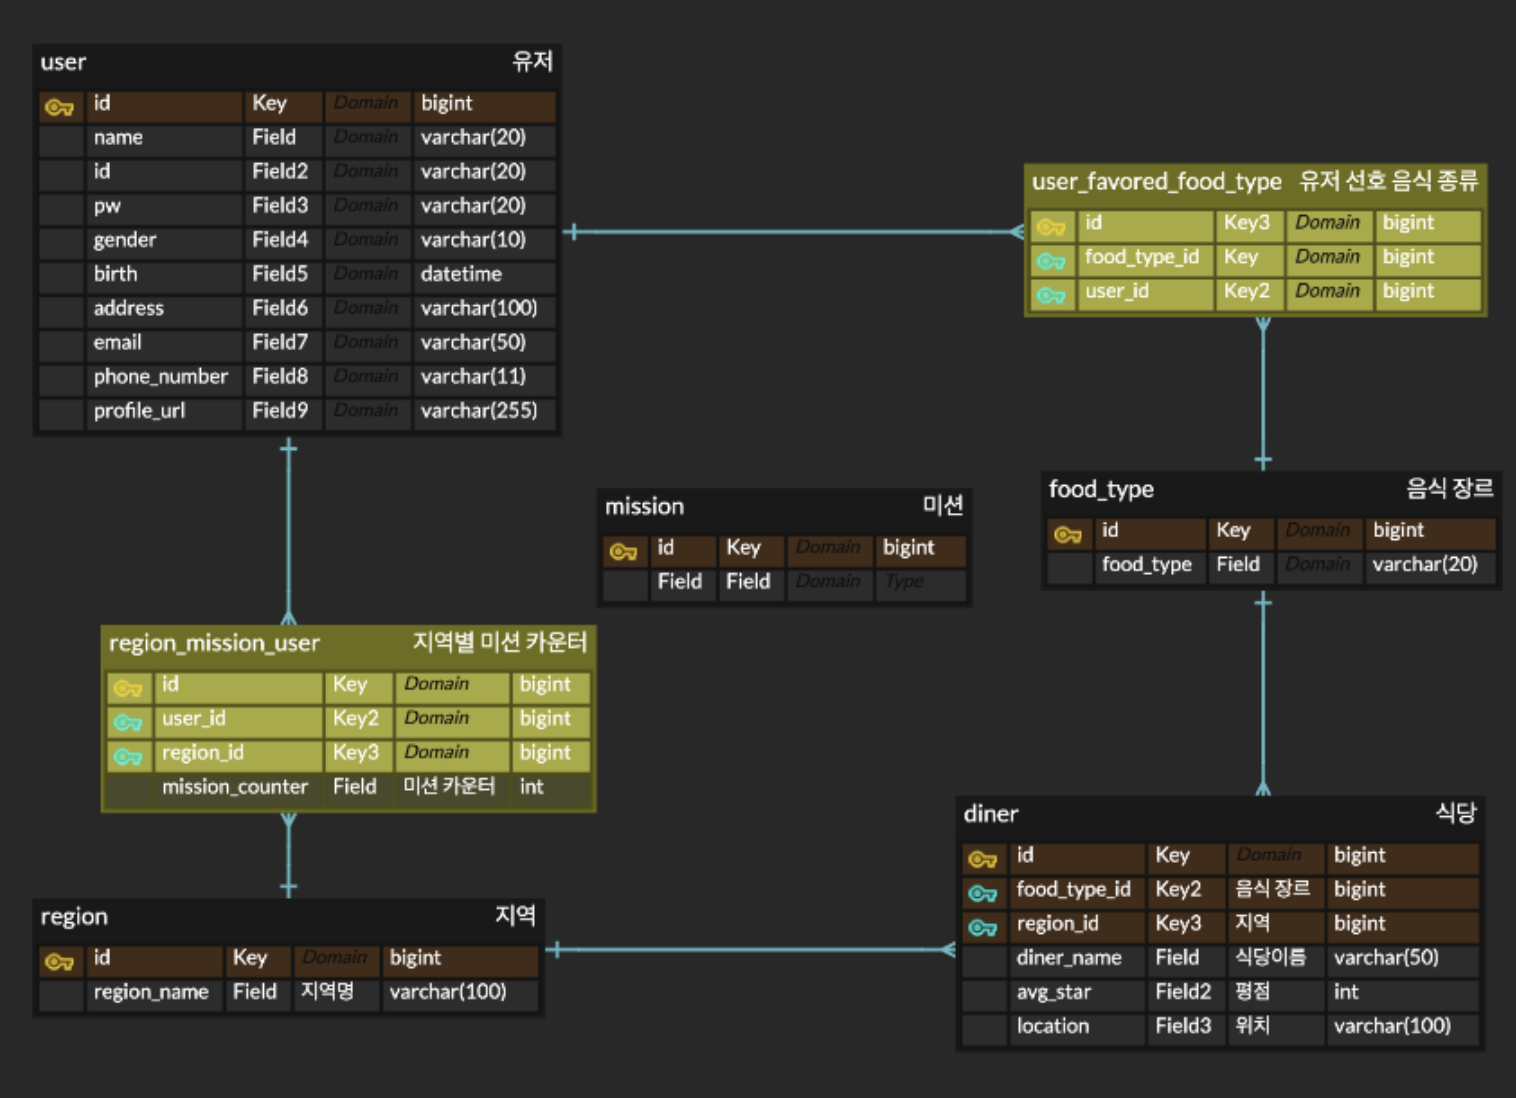 user 유저
id Key Domain bigint
name Field Domain varchar(20)
id Field2 Domain varchar(20)
pw Field3 Domain varchar(20)
gender Field4 Domain varchar(10)
birth Field5 Domain datetime
address Field6 Domain varchar(100)
email Field7 Domain varchar(50)
phone_number Field8 Domain varchar(11)
profile_url Field9 Domain varchar(255)
user_favored_food_type 유저 선호 음식 종류
id Key3 Domain bigint
food_type_id Key Domain bigint
user_id Key2 Domain bigint
mission 미션
id Key Domain bigint
Field Field Domain Type
food_type 음식 장르
id Key Domain bigint
food_type Field Domain varchar(20)
region_mission_user 지역별 미션 카운터
id Key Domain bigint
user_id Key2 Domain bigint
region_id Key3 Domain bigint
mission_counter Field 미션 카운터 int
diner 식당
id Key Domain bigint
food_type_id Key2 음식 장르 bigint
region_id Key3 지역 bigint
diner_name Field 식당이름 varchar(50)
avg_star Field2 평점 int
location Field3 위치 varchar(100)
region 지역
id Key Domain bigint
region_name Field 지역명 varchar(100)